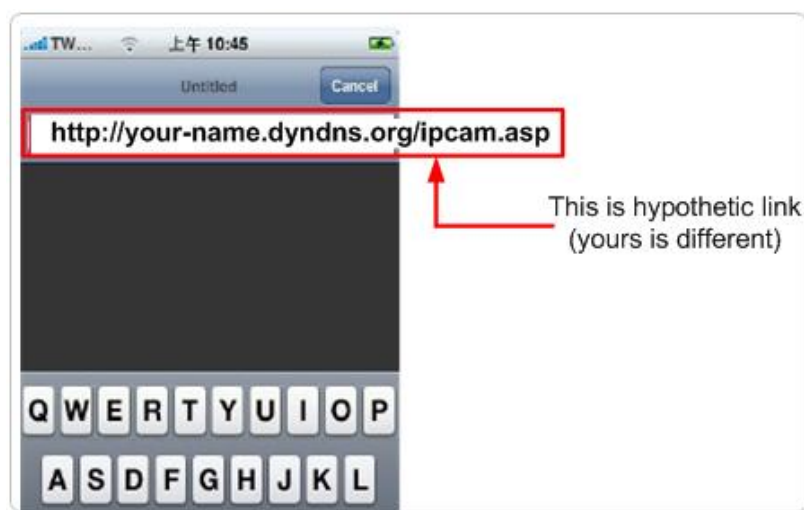 TW... 上午 10:45
Untitled
Cancel
http://your-name.dyndns.org/ipcam.asp
This is hypothetic link
(yours is different)
Q W E R T Y U I O P
A S D F G H J K L